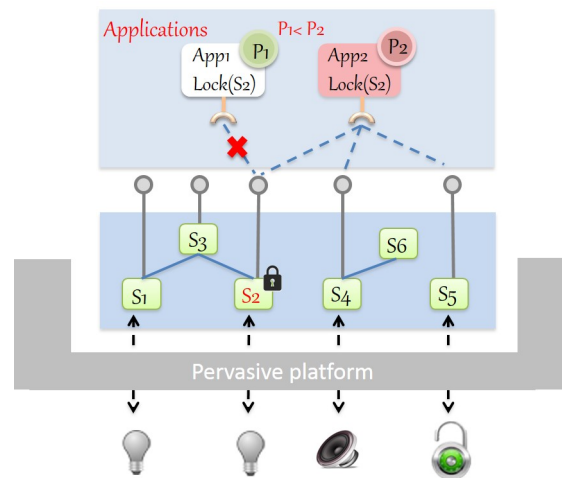 Applications
P1< P2
App1
Lock(S2)
P1
App2
Lock(S2)
P2
S3
S6
S1
S2
S4
S5
Pervasive platform